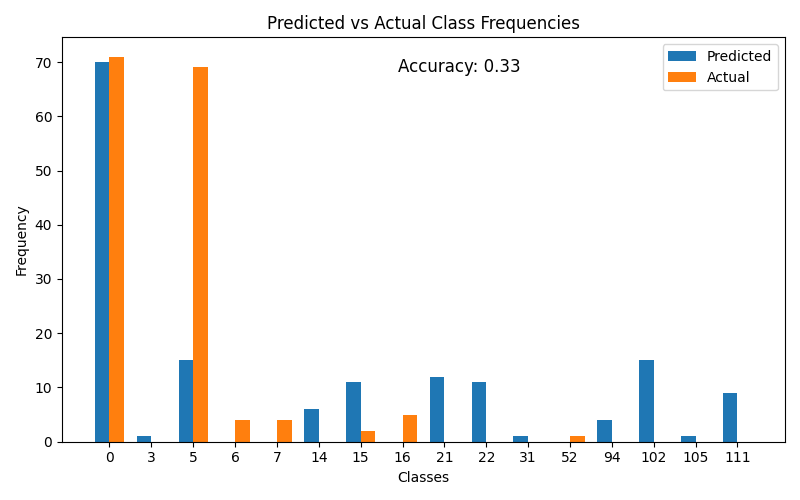 Predicted vs Actual Class Frequencies
Accuracy: 0.33
Predicted
Actual
Frequency
70
60
50
40
30
20
10
0
0 3 5 6 7 14 15 16 21 22 31 52 94 102 105 111
Classes